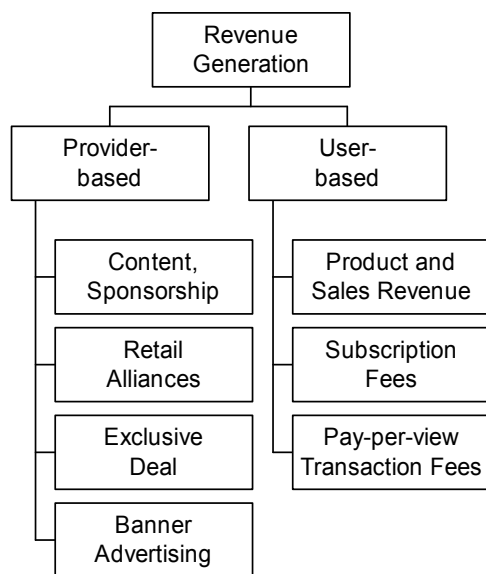 Revenue
Generation
Provider-
based
User-
based
Content,
Sponsorship
Product and
Sales Revenue
Retail
Alliances
Subscription
Fees
Exclusive
Deal
Pay-per-view
Transaction Fees
Banner
Advertising